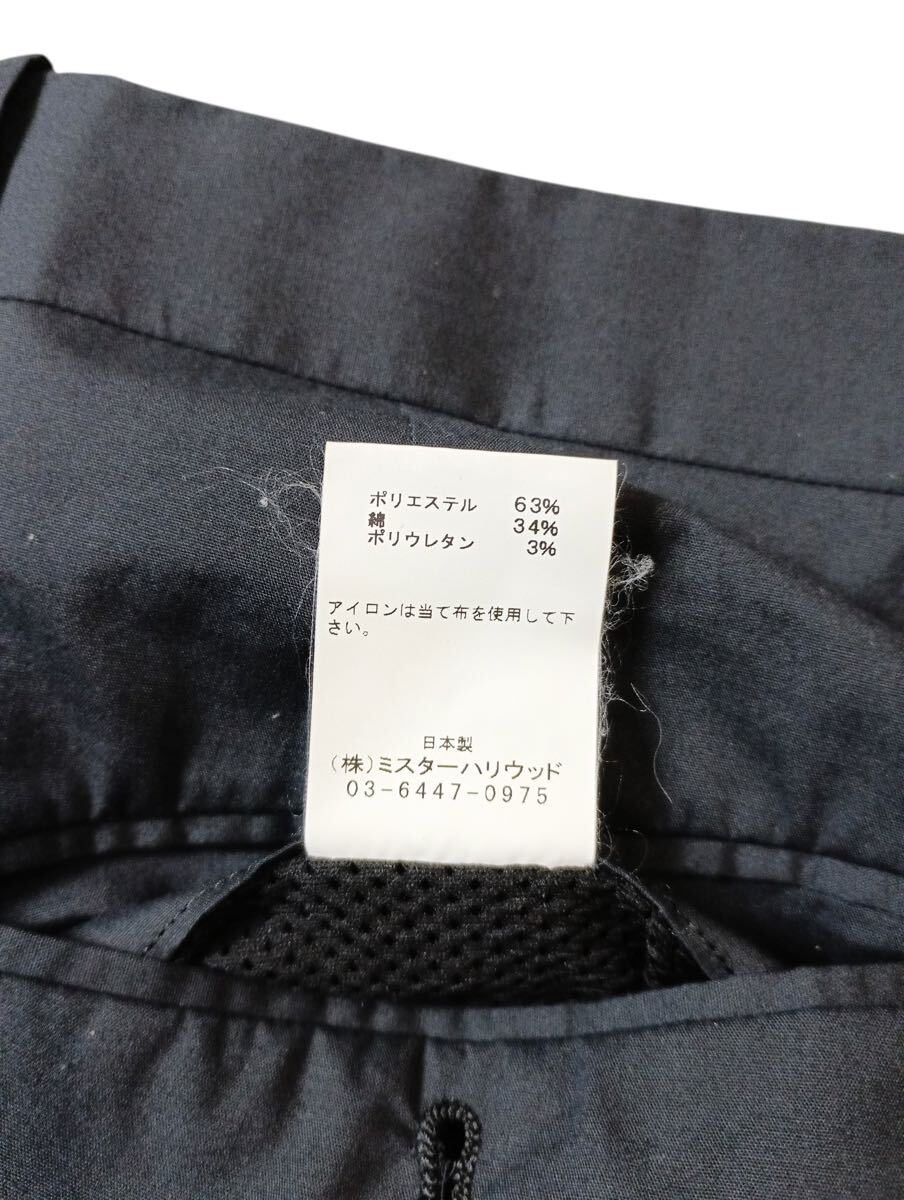 ポリエステル 63%
綿 34%
ポリウレタン 3%
アイロンは当て布を使用して下
さい。
日本製
(株)ミスターハリウッド
03-6447-0975